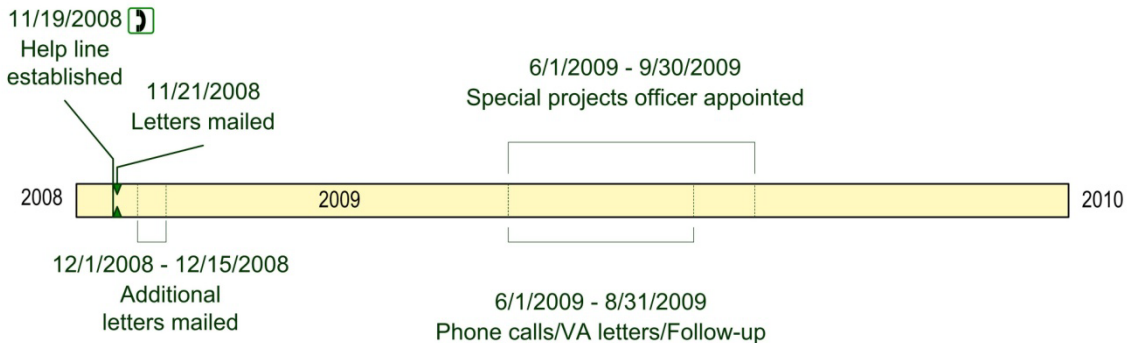 11/19/2008
Help line
established
11/21/2008
Letters mailed
6/1/2009 - 9/30/2009
Special projects officer appointed
2008
2009
2010
12/1/2008 - 12/15/2008
Additional
letters mailed
6/1/2009 - 8/31/2009
Phone calls/VA letters/Follow-up